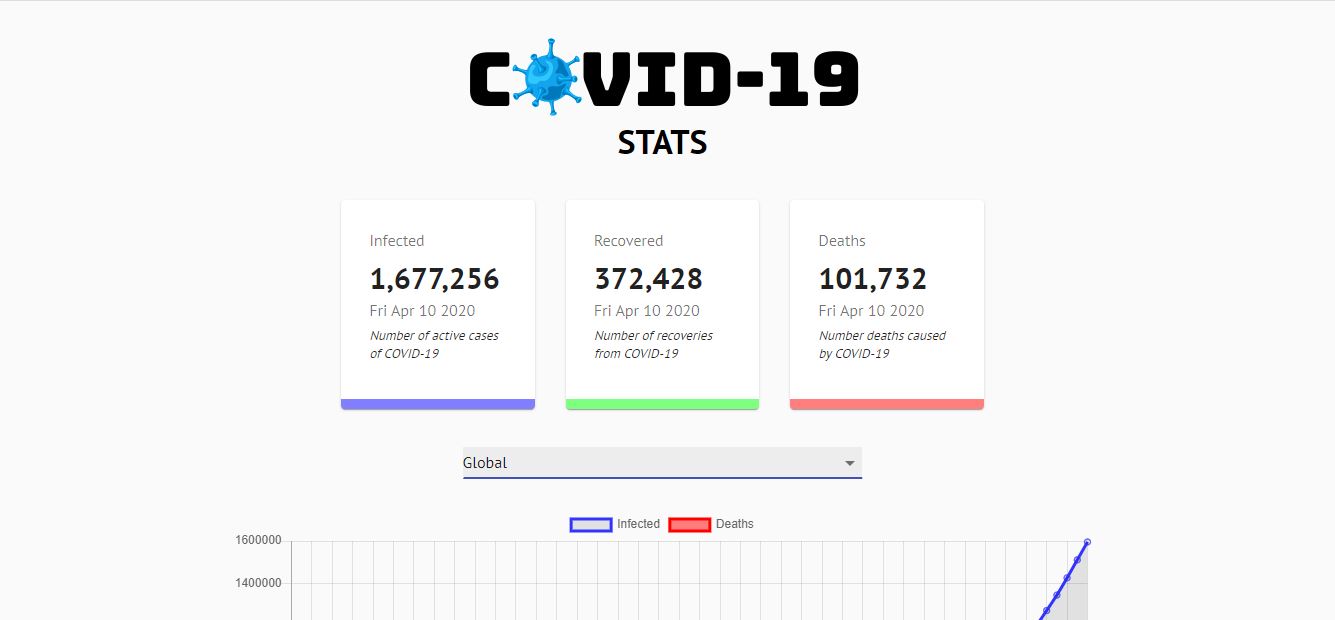 COVID-19
STATS
Infected
1,677,256
Fri Apr 10 2020
Number of active cases
of COVID-19
Recovered
372,428
Fri Apr 10 2020
Number of recoveries
from COVID-19
Deaths
101,732
Fri Apr 10 2020
Number deaths caused
by COVID-19
Global
Infected Deaths
1600000
1400000